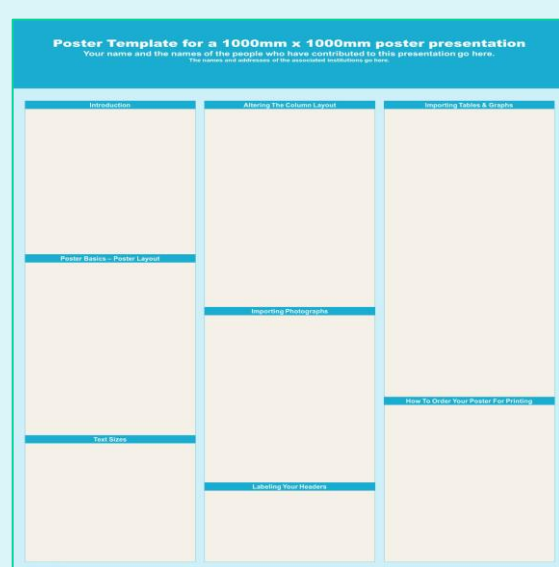 Poster Template for a 1000mm x 1000mm poster presentation
Your name and the names of the people who have contributed to this presentation go here.
The names and addresses of the associated institutions go here.
Introduction
Poster Basics – Poster Layout
Text Sizes
Altering The Column Layout
Importing Photographs
Labeling Your Headers
Importing Tables & Graphs
How To Order Your Poster For Printing